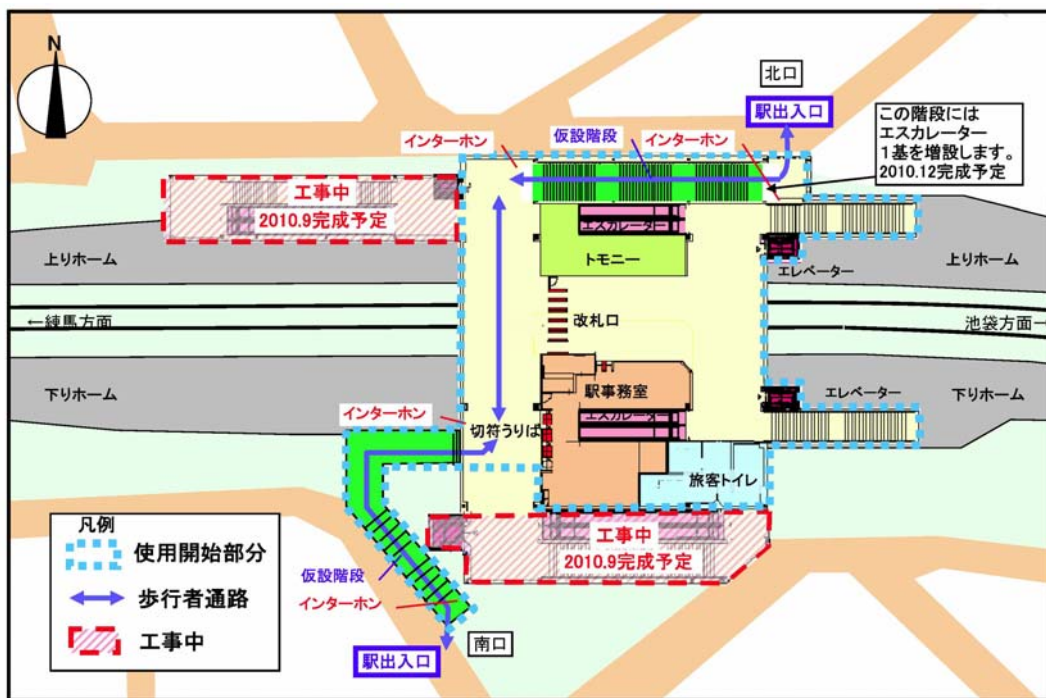 N
北口
駅出入口
この階段には
エスカレーター
1基を増設します。
2010.12完成予定
インターホン
仮設階段
インターホン
工事中
2010.9完成予定
エスカレーター
トモニー
上りホーム
上りホーム
エレベーター
←練馬方面
改札口
池袋方面→
下りホーム
駅事務室
エレベーター
下りホーム
インターホン
エスカレーター
切符うりば
旅客トイレ
工事中
2010.9完成予定
凡例
使用開始部分
歩行者通路
工事中
仮設階段
インターホン
南口
駅出入口